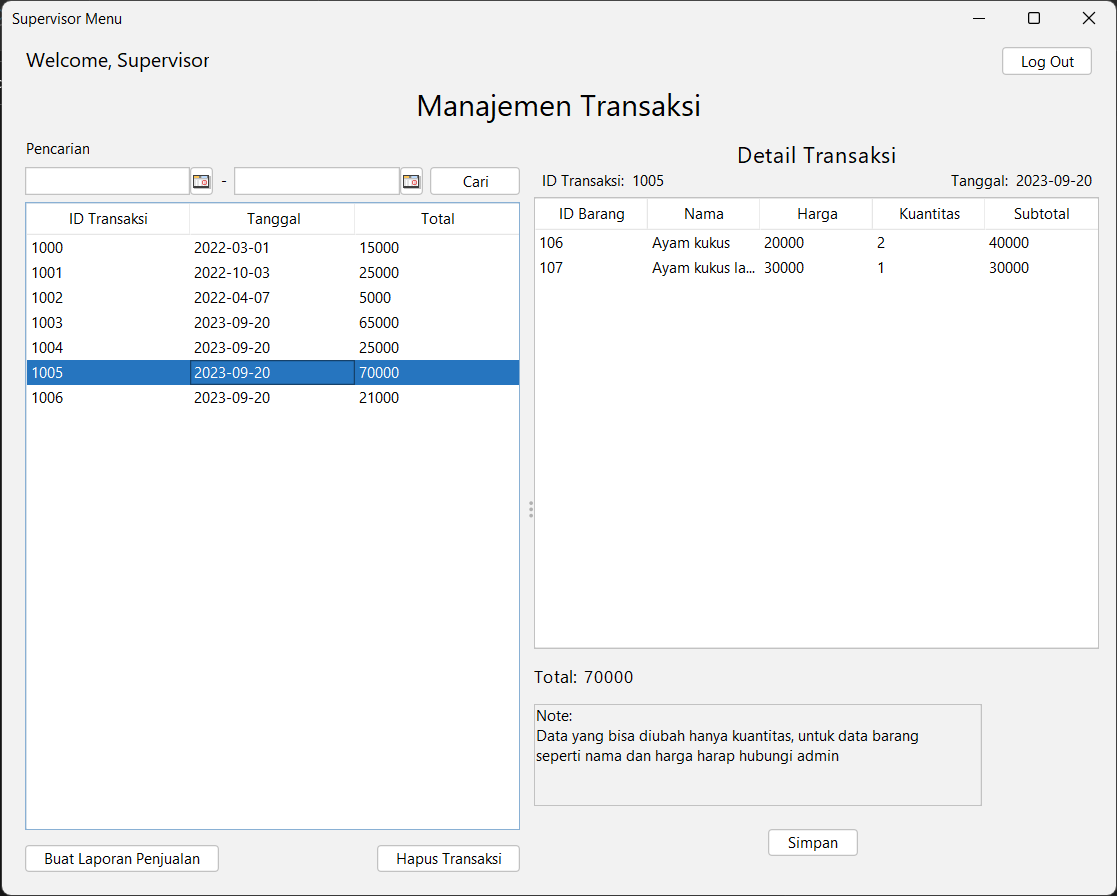 Supervisor Menu
Welcome, Supervisor
Log Out
Manajemen Transaksi
Pencarian
-
Cari
ID Transaksi Tanggal Total
1000 2022-03-01 15000
1001 2022-10-03 25000
1002 2022-04-07 5000
1003 2023-09-20 65000
1004 2023-09-20 25000
1005 2023-09-20 70000
1006 2023-09-20 21000
Buat Laporan Penjualan
Hapus Transaksi
Detail Transaksi
ID Transaksi: 1005 Tanggal: 2023-09-20
ID Barang Nama Harga Kuantitas Subtotal
106 Ayam kukus 20000 2 40000
107 Ayam kukus la... 30000 1 30000
Total: 70000
Note:
Data yang bisa diubah hanya kuantitas, untuk data barang
seperti nama dan harga harap hubungi admin
Simpan